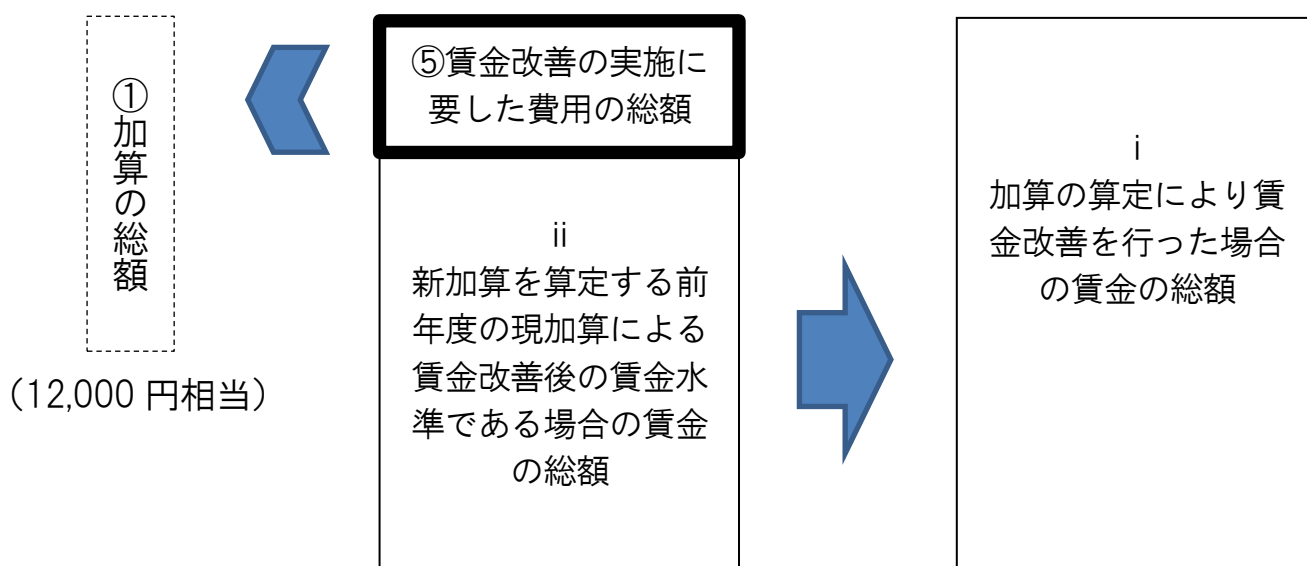 ①加算の総額
(12,000 円相当)
⑤賃金改善の実施に
要した費用の総額
ⅱ
新加算を算定する前
年度の現加算による
賃金改善後の賃金水
準である場合の賃金
の総額
ⅰ
加算の算定により賃
金改善を行った場合
の賃金の総額